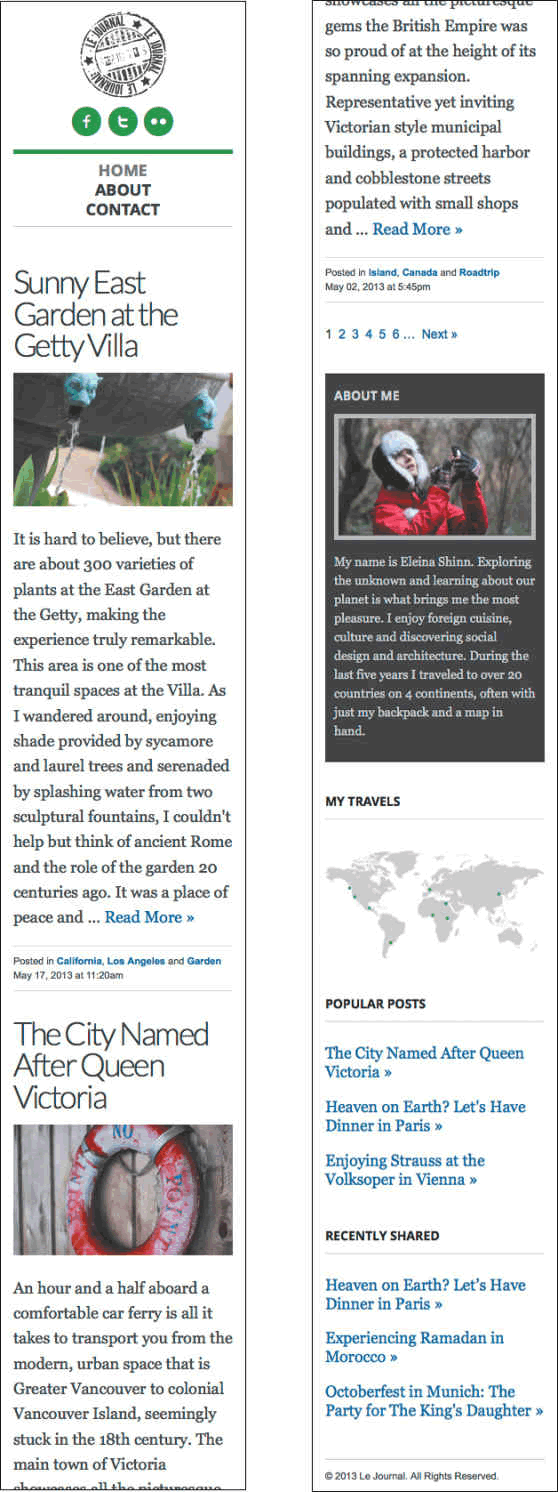 LE JOURNAL
LE JOURNAL
HOME
ABOUT
CONTACT
Sunny East
Garden at the
Getty Villa
It is hard to believe, but there
are about 300 varieties of
plants at the East Garden at
the Getty, making the
experience truly remarkable.
This area is one of the most
tranquil spaces at the Villa. As
I wandered around, enjoying
shade provided by sycamore
and laurel trees and serenaded
by splashing water from two
sculptural fountains, I couldn't
help but think of ancient Rome
and the role of the garden 20
centuries ago. It was a place of
peace and ... Read More »
Posted in California, Los Angeles and Garden
May 17, 2013 at 11:20am
The City Named
After Queen
Victoria
NO
POINT
An hour and a half aboard a
comfortable car ferry is all it
takes to transport you from the
modern, urban space that is
Greater Vancouver to colonial
Vancouver Island, seemingly
stuck in the 18th century. The
main town of Victoria
showcases all the picturesque
showcases all the picturesque
gems the British Empire was
so proud of at the height of its
spanning expansion.
Representative yet inviting
Victorian style municipal
buildings, a protected harbor
and cobblestone streets
populated with small shops
and ... Read More »
Posted in Island, Canada and Roadtrip
May 02, 2013 at 5:45pm
1 2 3 4 5 6 ... Next »
ABOUT ME
My name is Eleina Shinn. Exploring
the unknown and learning about our
planet is what brings me the most
pleasure. I enjoy foreign cuisine,
culture and discovering social
design and architecture. During the
last five years I traveled to over 20
countries on 4 continents, often with
just my backpack and a map in
hand.
MY TRAVELS
POPULAR POSTS
The City Named After Queen
Victoria »
Heaven on Earth? Let's Have
Dinner in Paris »
Enjoying Strauss at the
Volksoper in Vienna »
RECENTLY SHARED
Heaven on Earth? Let's Have
Dinner in Paris »
Experiencing Ramadan in
Morocco »
Octoberfest in Munich: The
Party for The King's Daughter »
© 2013 Le Journal. All Rights Reserved.